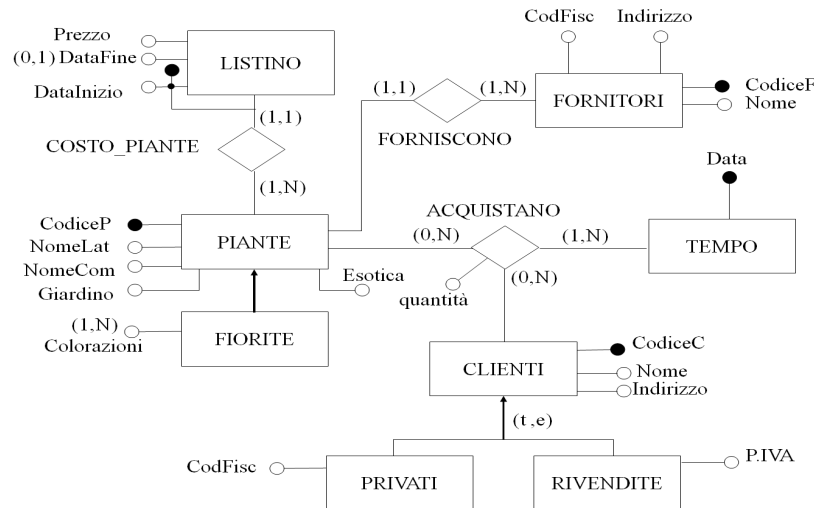 CodFisc
Indirizzo
Prezzo
(0,1) DataFine
DataInizio
LISTINO
(1,1)
COSTO_PIANTE
(1,N)
(1,1)
(1,N)
FORNISCONO
FORNITORI
CodiceF
Nome
Data
TEMPO
ACQUISTANO
(0,N)
(1,N)
(0,N)
quantità
CodiceP
NomeLat
NomeCom
Giardino
PIANTE
Esotica
(1,N)
Colorazioni
FIORITE
CLIENTI
CodiceC
Nome
Indirizzo
(t,e)
CodFisc
PRIVATI
RIVENDITE
P.IVA